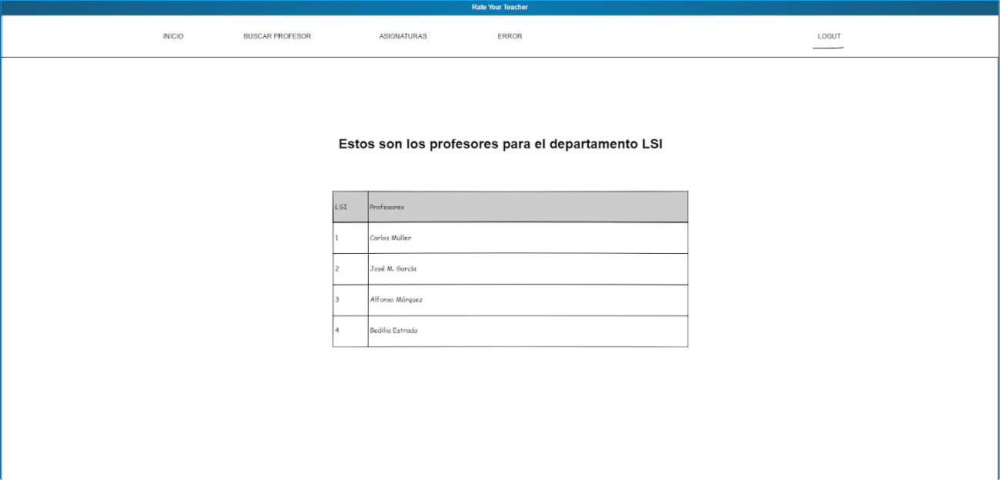 Rate Your Teacher
INICIO BUSCAR PROFESOR ASIGNATURAS ERROR LOGUT
Estos son los profesores para el departamento LSI
LSI Profesores
1 Carlos Müller
2 José M. García
3 Alfonso Márquez
4 Bedilia Estrada